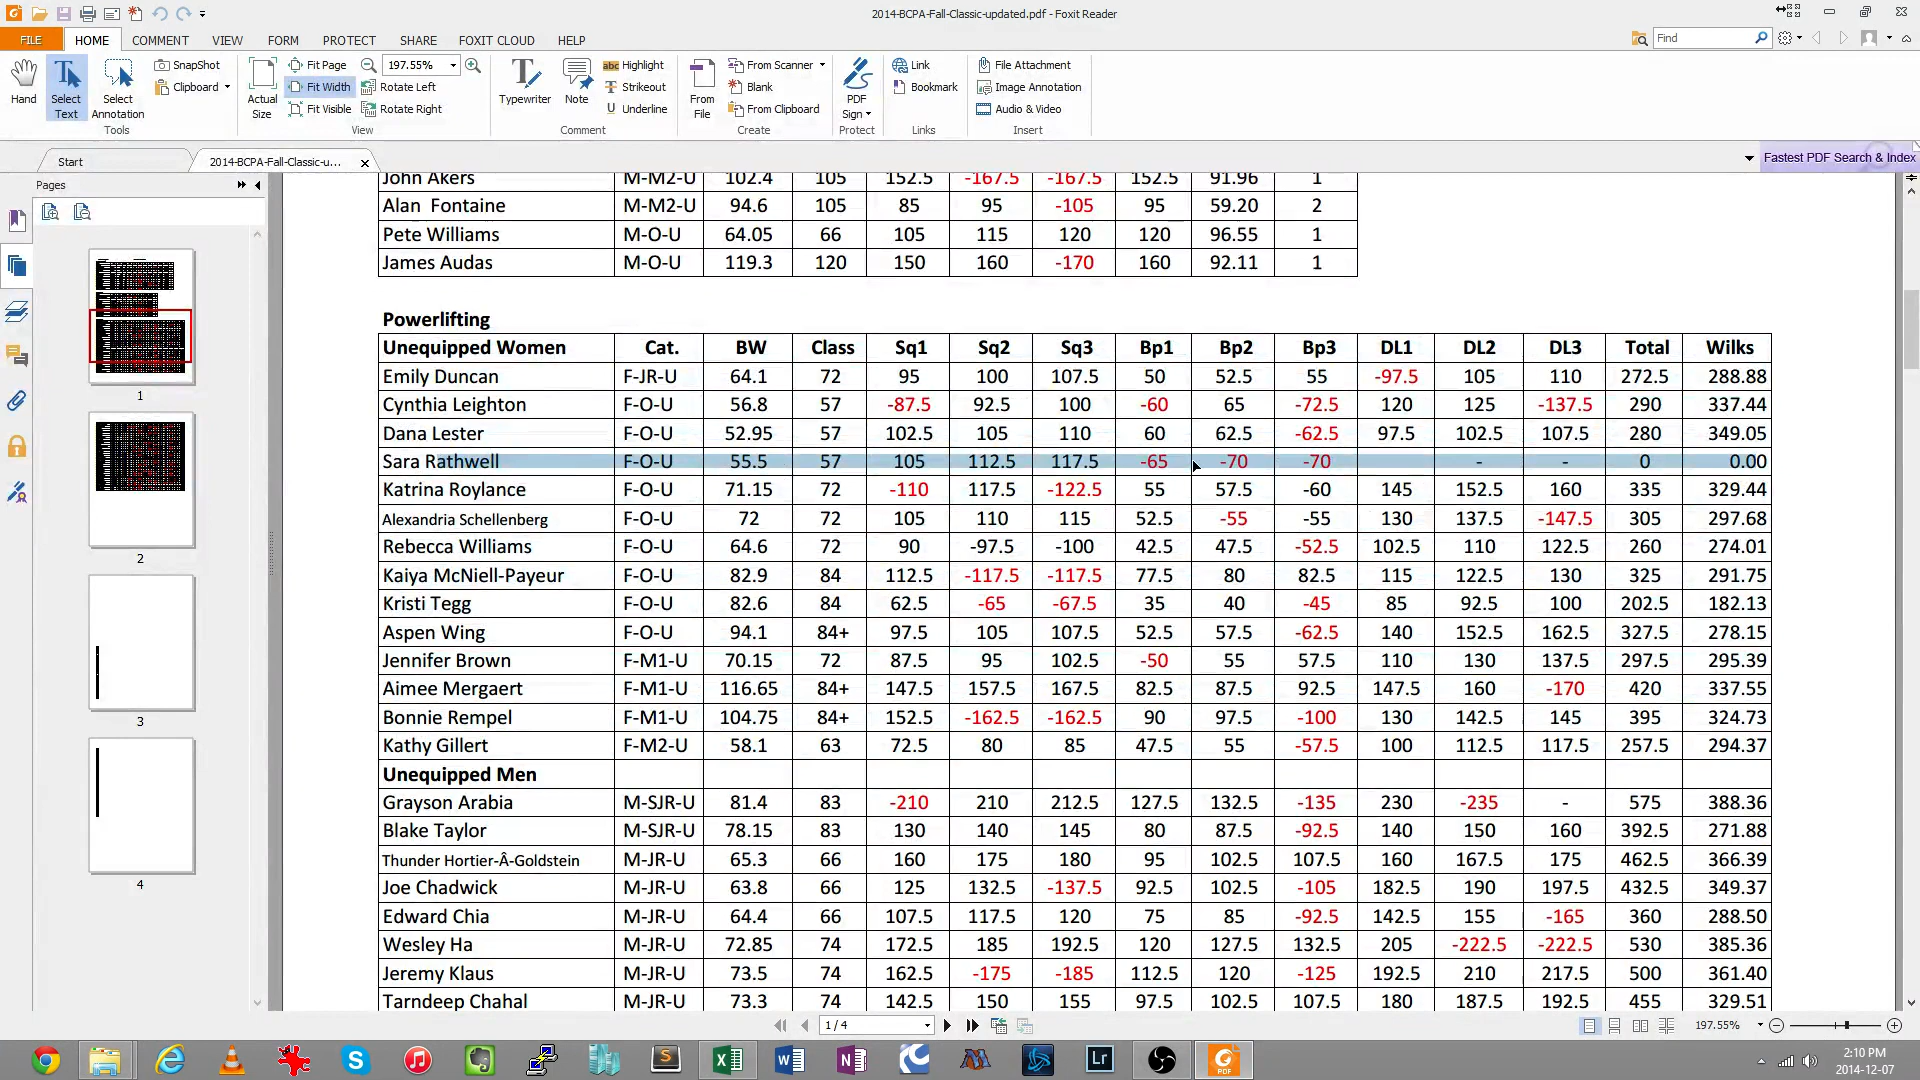 2014-BCPA-Fall-Classic-updated.pdf - Foxit Reader
FILE HOME COMMENT VIEW FORM PROTECT SHARE FOXIT CLOUD HELP Find
Hand
Select Text
Select Annotation
SnapShot
Clipboard
Tools
Actual Size
Fit Page
Fit Width
Fit Visible
197.55%
Rotate Left
Rotate Right
View
Typewriter
Note
Highlight
Strikeout
Underline
Comment
From File
From Scanner
Blank
From Clipboard
Create
PDF Sign
Protect
Link
Bookmark
Links
File Attachment
Image Annotation
Audio & Video
Insert
Start 2014-BCPA-Fall-Classic-u... Fastest PDF Search & Index
Pages
1
2
3
4
John Akers M-M2-U 102.4 105 152.5 -167.5 -167.5 152.5 91.96 1
Alan Fontaine M-M2-U 94.6 105 85 95 -105 95 59.20 2
Pete Williams M-O-U 64.05 66 105 115 120 120 96.55 1
James Audas M-O-U 119.3 120 150 160 -170 160 92.11 1
Powerlifting
Unequipped Women Cat. BW Class Sq1 Sq2 Sq3 Bp1 Bp2 Bp3 DL1 DL2 DL3 Total Wilks
Emily Duncan F-JR-U 64.1 72 95 100 107.5 50 52.5 55 -97.5 105 110 272.5 288.88
Cynthia Leighton F-O-U 56.8 57 -87.5 92.5 100 -60 65 -72.5 120 125 -137.5 290 337.44
Dana Lester F-O-U 52.95 57 102.5 105 110 60 62.5 -62.5 97.5 102.5 107.5 280 349.05
Sara Rathwell F-O-U 55.5 57 105 112.5 117.5 -65 -70 -70 - - 0 0.00
Katrina Roylance F-O-U 71.15 72 -110 117.5 -122.5 55 57.5 -60 145 152.5 160 335 329.44
Alexandria Schellenberg F-O-U 72 72 105 110 115 52.5 -55 -55 130 137.5 -147.5 305 297.68
Rebecca Williams F-O-U 64.6 72 90 -97.5 -100 42.5 47.5 -52.5 102.5 110 122.5 260 274.01
Kaiya McNiell-Payeur F-O-U 82.9 84 112.5 -117.5 -117.5 77.5 80 82.5 115 122.5 130 325 291.75
Kristi Tegg F-O-U 82.6 84 62.5 -65 -67.5 35 40 -45 85 92.5 100 202.5 182.13
Aspen Wing F-O-U 94.1 84+ 97.5 105 107.5 52.5 57.5 -62.5 140 152.5 162.5 327.5 278.15
Jennifer Brown F-M1-U 70.15 72 87.5 95 102.5 -50 55 57.5 110 130 137.5 297.5 295.39
Aimee Mergaert F-M1-U 116.65 84+ 147.5 157.5 167.5 82.5 87.5 92.5 147.5 160 -170 420 337.55
Bonnie Rempel F-M1-U 104.75 84+ 152.5 -162.5 -162.5 90 97.5 -100 130 142.5 145 395 324.73
Kathy Gillert F-M2-U 58.1 63 72.5 80 85 47.5 55 -57.5 100 112.5 117.5 257.5 294.37
Unequipped Men
Grayson Arabia M-SJR-U 81.4 83 -210 210 212.5 127.5 132.5 -135 230 -235 - 575 388.36
Blake Taylor M-SJR-U 78.15 83 130 140 145 80 87.5 -92.5 140 150 160 392.5 271.88
Thunder Hortier-Â-Goldstein M-JR-U 65.3 66 160 175 180 95 102.5 107.5 160 167.5 175 462.5 366.39
Joe Chadwick M-JR-U 63.8 66 125 132.5 -137.5 92.5 102.5 -105 182.5 190 197.5 432.5 349.37
Edward Chia M-JR-U 64.4 66 107.5 117.5 120 75 85 -92.5 142.5 155 -165 360 288.50
Wesley Ha M-JR-U 72.85 74 172.5 185 192.5 120 127.5 132.5 205 -222.5 -222.5 530 385.36
Jeremy Klaus M-JR-U 73.5 74 162.5 -175 -185 112.5 120 -125 192.5 210 217.5 500 361.40
Tarndeep Chahal M-JR-U 73.3 74 142.5 150 155 97.5 102.5 107.5 180 187.5 192.5 455 329.51
1 / 4 197.55%
2:10 PM
2014-12-07